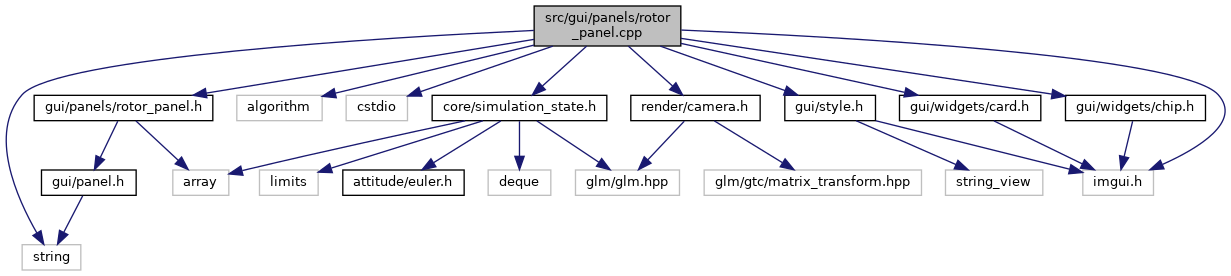 src/gui/panels/rotor
_panel.cpp
gui/panels/rotor_panel.h
algorithm
cstdio
core/simulation_state.h
render/camera.h
gui/style.h
gui/widgets/card.h
gui/widgets/chip.h
gui/panel.h
array
limits
attitude/euler.h
deque
glm/glm.hpp
glm/gtc/matrix_transform.hpp
string_view
imgui.h
string